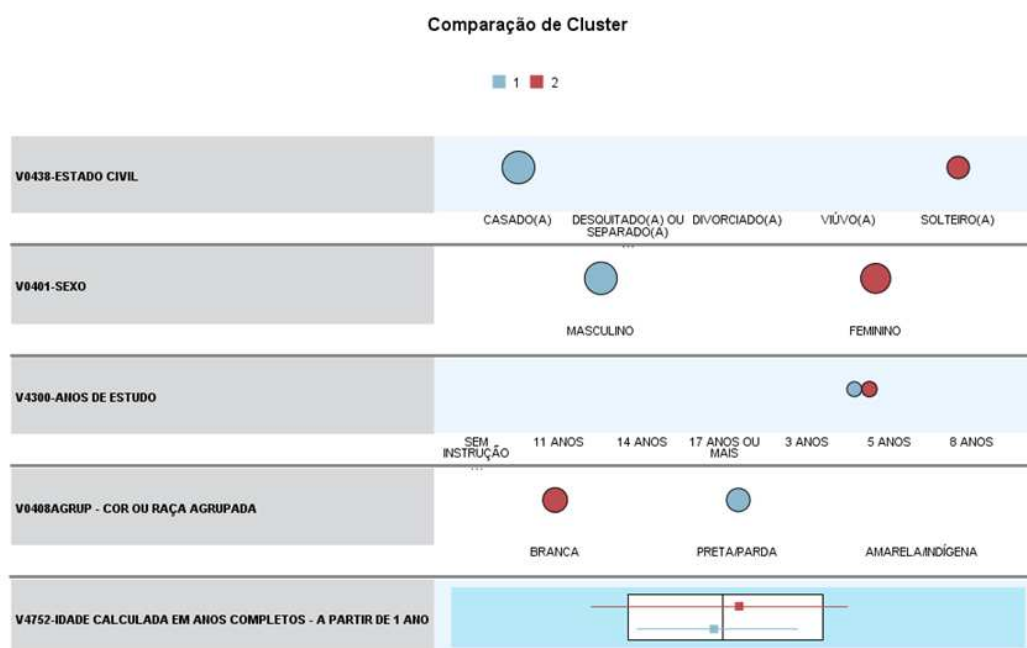 Comparação de Cluster
1 2
V0438-ESTADO CIVIL
CASADO(A) DESQUITADO(A) OU SEPARADO(A) DIVORCIADO(A) VIÚVO(A) SOLTEIRO(A)
...
V0401-SEXO
MASCULINO FEMININO
V4300-ANOS DE ESTUDO
SEM INSTRUÇÃO 11 ANOS 14 ANOS 17 ANOS OU MAIS 3 ANOS 5 ANOS 8 ANOS
...
V0408AGRUP - COR OU RAÇA AGRUPADA
BRANCA PRETA/PARDA AMARELA/INDÍGENA
V4752-IDADE CALCULADA EM ANOS COMPLETOS - A PARTIR DE 1 ANO